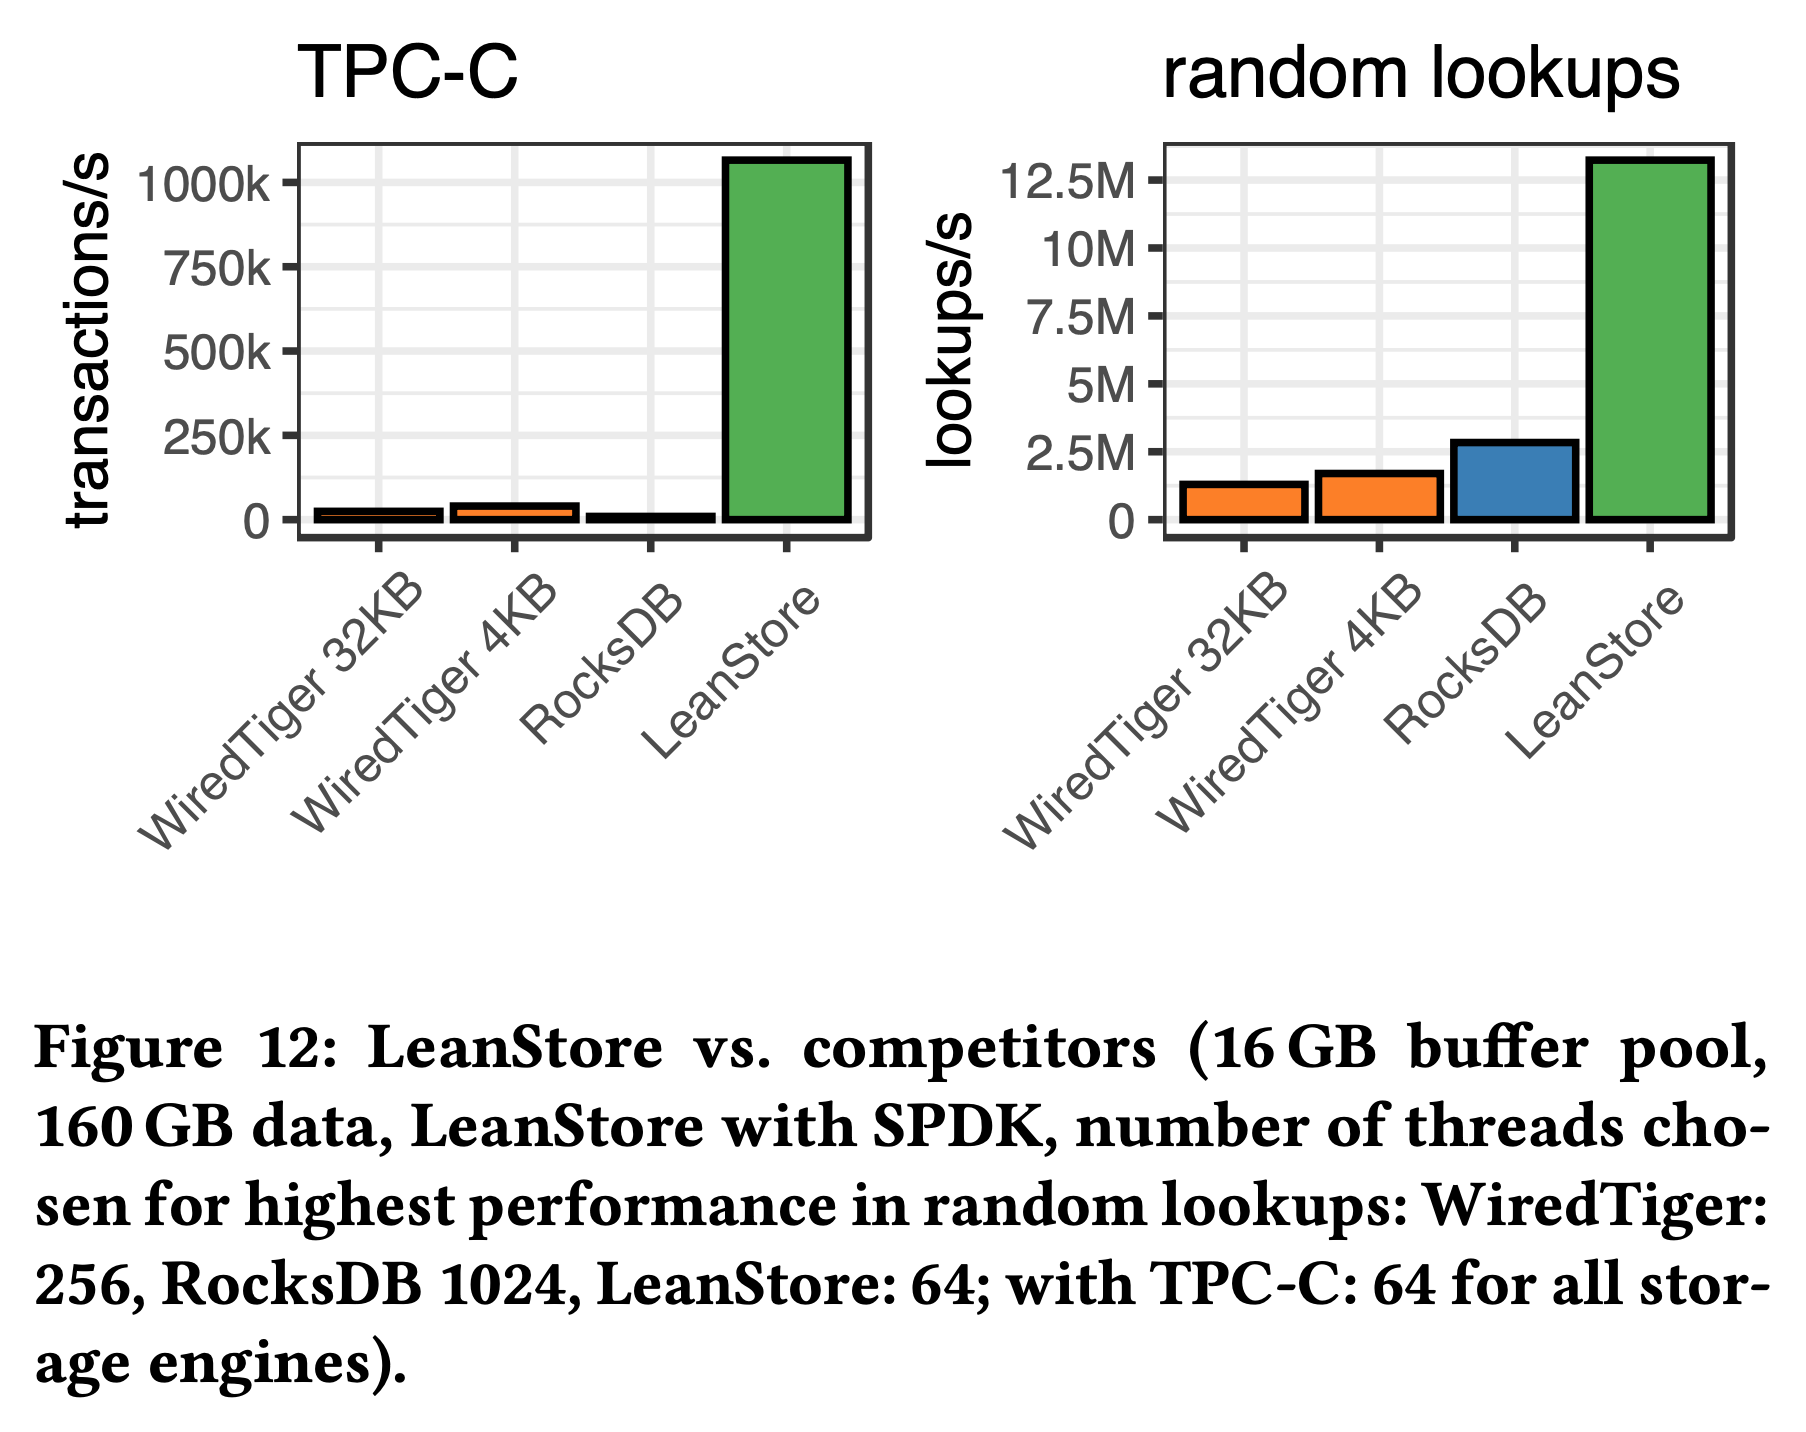 TPC-C
transactions/s
1000k
750k
500k
250k
0
WiredTiger 32KB
WiredTiger 4KB
RocksDB
LeanStore
random lookups
lookups/s
12.5M
10M
7.5M
5M
2.5M
0
WiredTiger 32KB
WiredTiger 4KB
RocksDB
LeanStore
Figure 12: LeanStore vs. competitors (16 GB buffer pool,
160 GB data, LeanStore with SPDK, number of threads cho-
sen for highest performance in random lookups: WiredTiger:
256, RocksDB 1024, LeanStore: 64; with TPC-C: 64 for all stor-
age engines).